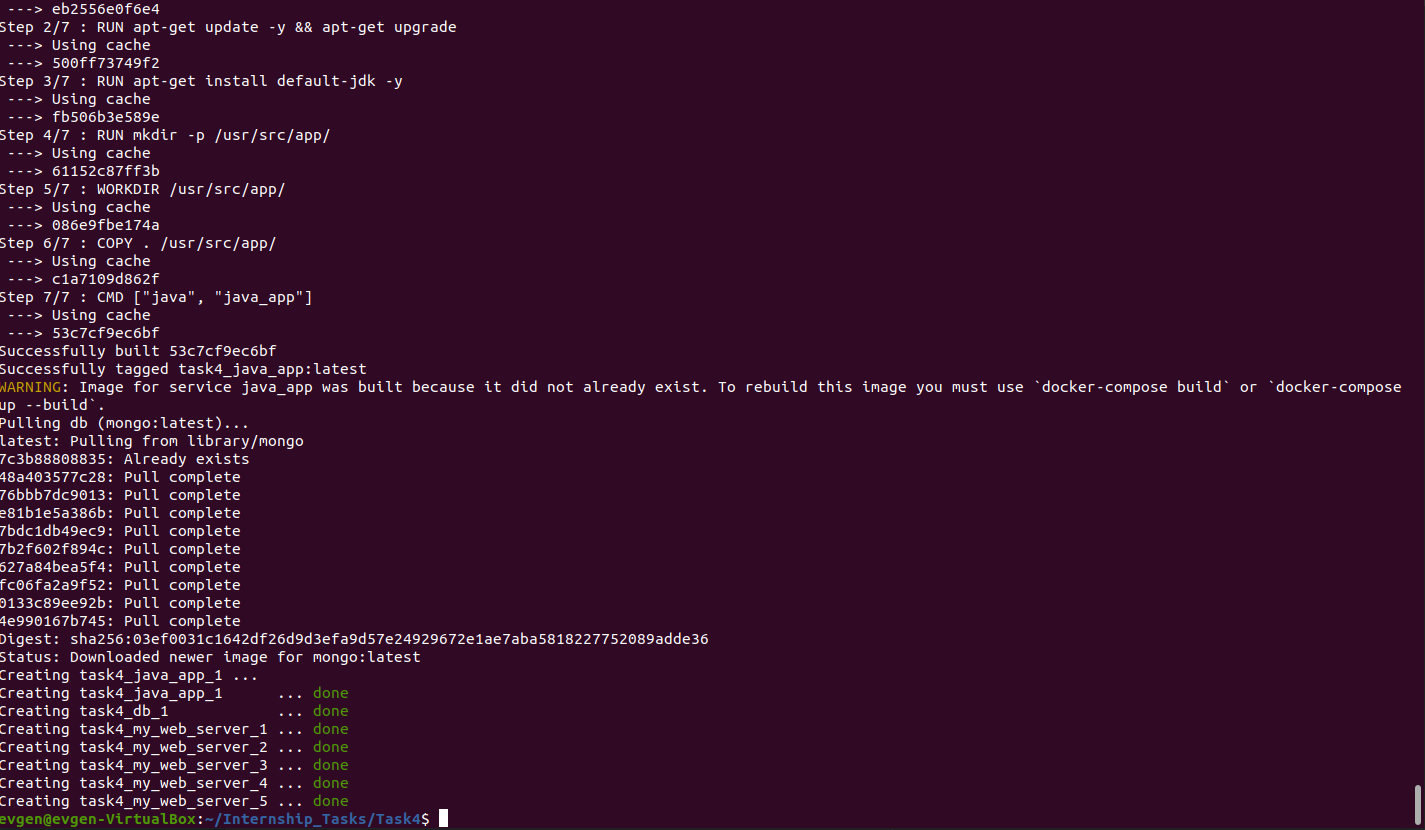 ---> eb2556e0f6e4
Step 2/7 : RUN apt-get update -y && apt-get upgrade
 ---> Using cache
 ---> 500ff73749f2
Step 3/7 : RUN apt-get install default-jdk -y
 ---> Using cache
 ---> fb506b3e589e
Step 4/7 : RUN mkdir -p /usr/src/app/
 ---> Using cache
 ---> 61152c87ff3b
Step 5/7 : WORKDIR /usr/src/app/
 ---> Using cache
 ---> 086e9fbe174a
Step 6/7 : COPY . /usr/src/app/
 ---> Using cache
 ---> c1a7109d862f
Step 7/7 : CMD ["java", "java_app"]
 ---> Using cache
 ---> 53c7cf9ec6bf
Successfully built 53c7cf9ec6bf
Successfully tagged task4_java_app:latest
WARNING: Image for service java_app was built because it did not already exist. To rebuild this image you must use `docker-compose build` or `docker-compose
up --build`.
Pulling db (mongo:latest)...
latest: Pulling from library/mongo
7c3b88808835: Already exists
48a403577c28: Pull complete
76bbb7dc9013: Pull complete
e81b1e5a386b: Pull complete
7bdc1db49ec9: Pull complete
7b2f602f894c: Pull complete
627a84bea5f4: Pull complete
fc06fa2a9f52: Pull complete
0133c89ee92b: Pull complete
4e990167b745: Pull complete
Digest: sha256:03ef0031c1642df26d9d3efa9d57e24929672e1ae7aba5818227752089adde36
Status: Downloaded newer image for mongo:latest
Creating task4_java_app_1 ...
Creating task4_java_app_1      ... done
Creating task4_db_1            ... done
Creating task4_my_web_server_1 ... done
Creating task4_my_web_server_2 ... done
Creating task4_my_web_server_3 ... done
Creating task4_my_web_server_4 ... done
Creating task4_my_web_server_5 ... done
evgen@evgen-VirtualBox:~/Internship_Tasks/Task4$